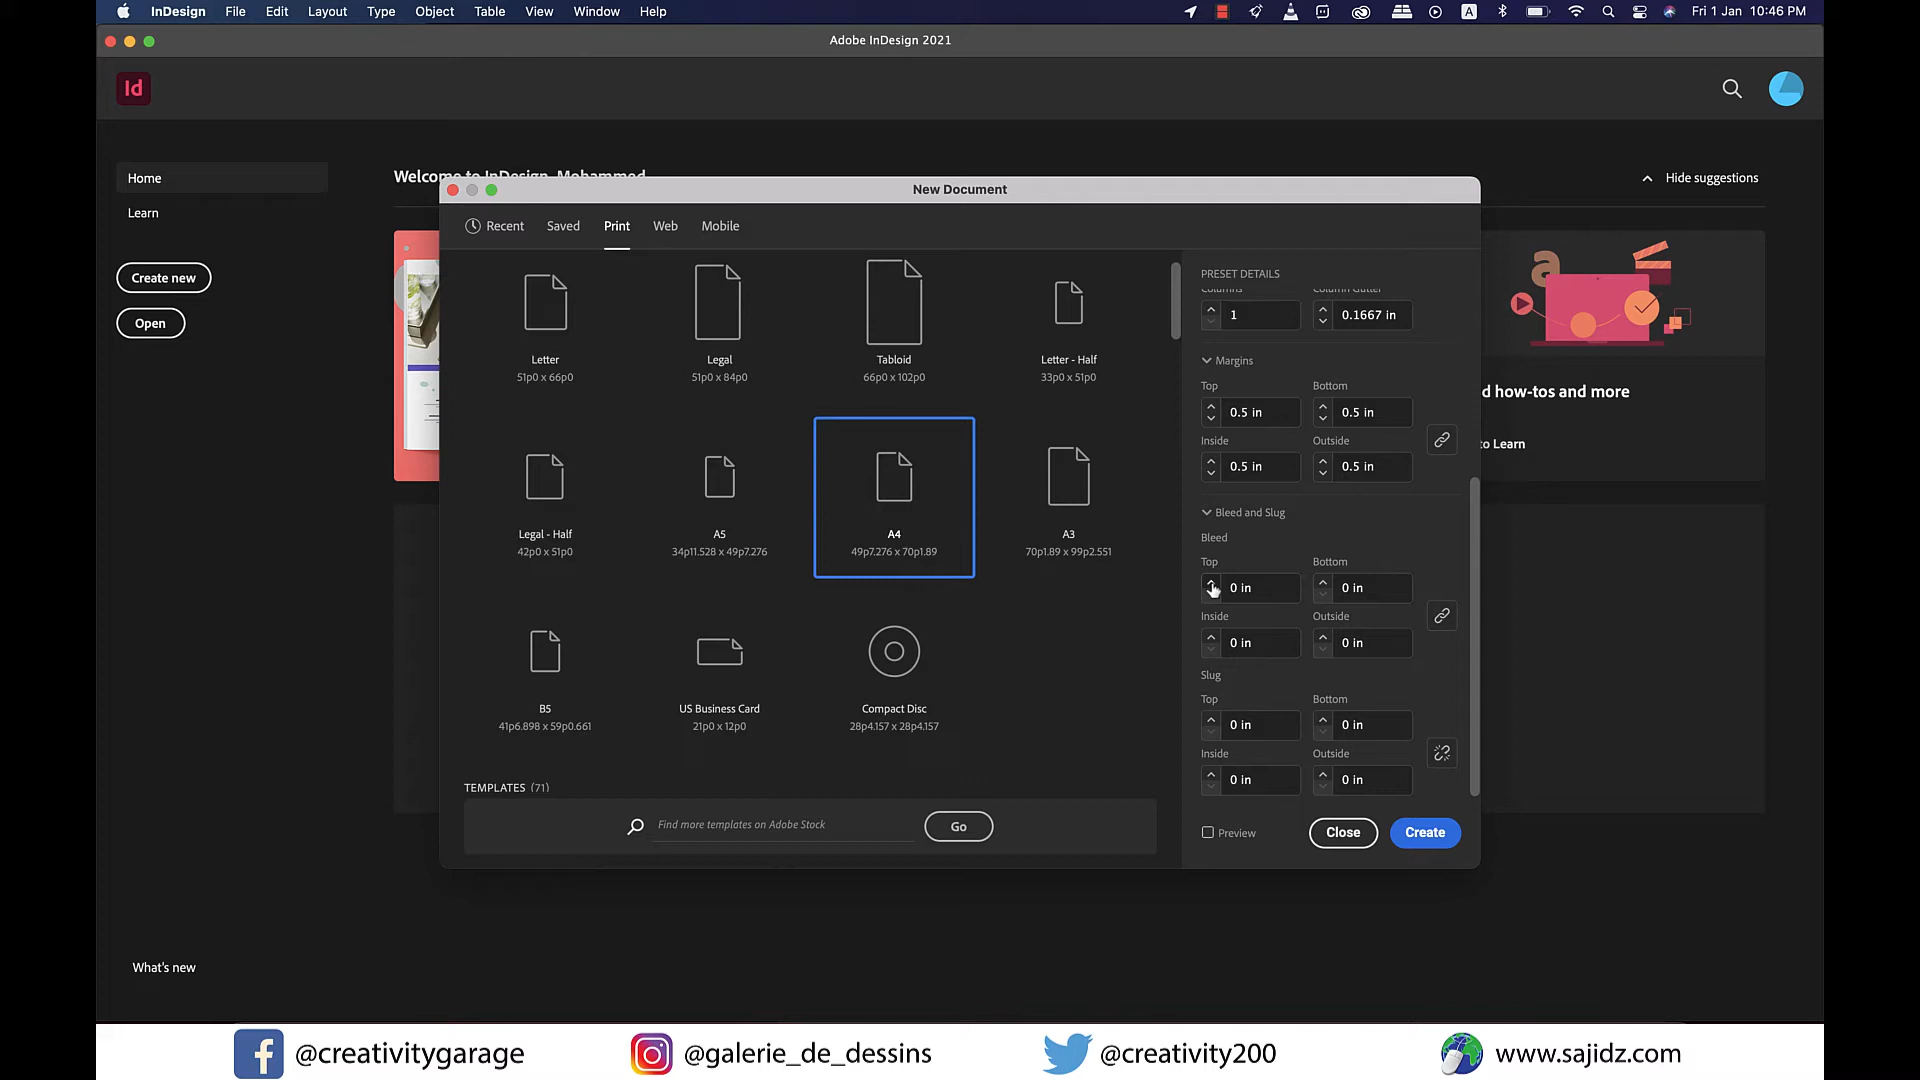 InDesign File Edit Layout Type Object Table View Window Help
A
Fri 1 Jan 10:46 PM
Adobe InDesign 2021
Id
Home
Learn
Create new
Open
What's new
Welcome to InDesign, Mohammed
Hide suggestions
New Document
Recent Saved Print Web Mobile
Letter
51p0 x 66p0
Legal
51p0 x 84p0
Tabloid
66p0 x 102p0
Letter - Half
33p0 x 51p0
Legal - Half
42p0 x 51p0
A5
34p11.528 x 49p7.276
A4
49p7.276 x 70p1.89
A3
70p1.89 x 99p2.551
B5
41p6.898 x 59p0.661
US Business Card
21p0 x 12p0
Compact Disc
28p4.157 x 28p4.157
TEMPLATES (71)
Find more templates on Adobe Stock
Go
PRESET DETAILS
Columns Column Gutter
1 0.1667 in
Margins
Top Bottom
0.5 in 0.5 in
Inside Outside
0.5 in 0.5 in
Bleed and Slug
Bleed
Top Bottom
0 in 0 in
Inside Outside
0 in 0 in
Slug
Top Bottom
0 in 0 in
Inside Outside
0 in 0 in
Preview Close Create
a
d how-tos and more
to Learn
@creativitygarage @galerie_de_dessins @creativity200 www.sajidz.com